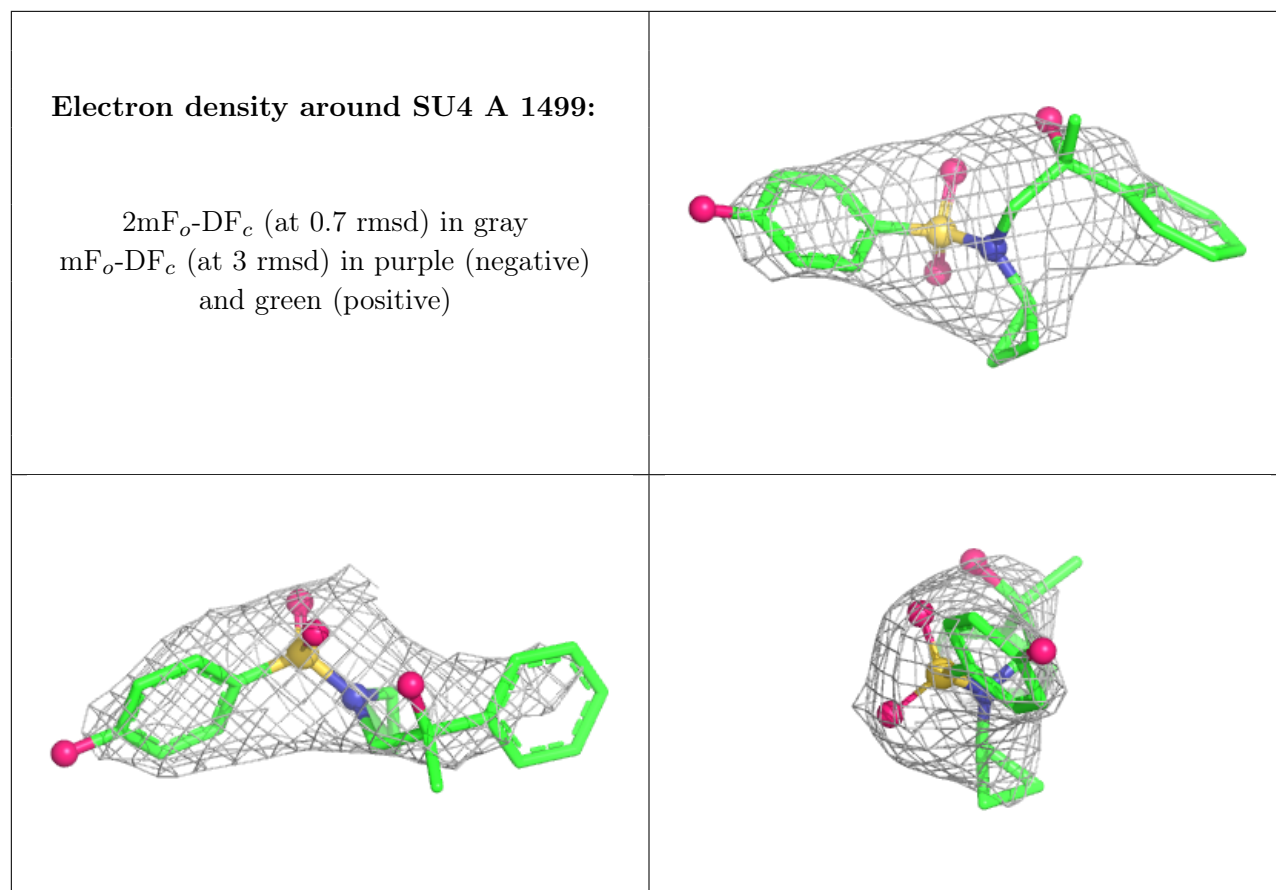 Electron density around SU4 A 1499:
2mFo-DFc (at 0.7 rmsd) in gray
mFo-DFc (at 3 rmsd) in purple (negative)
and green (positive)